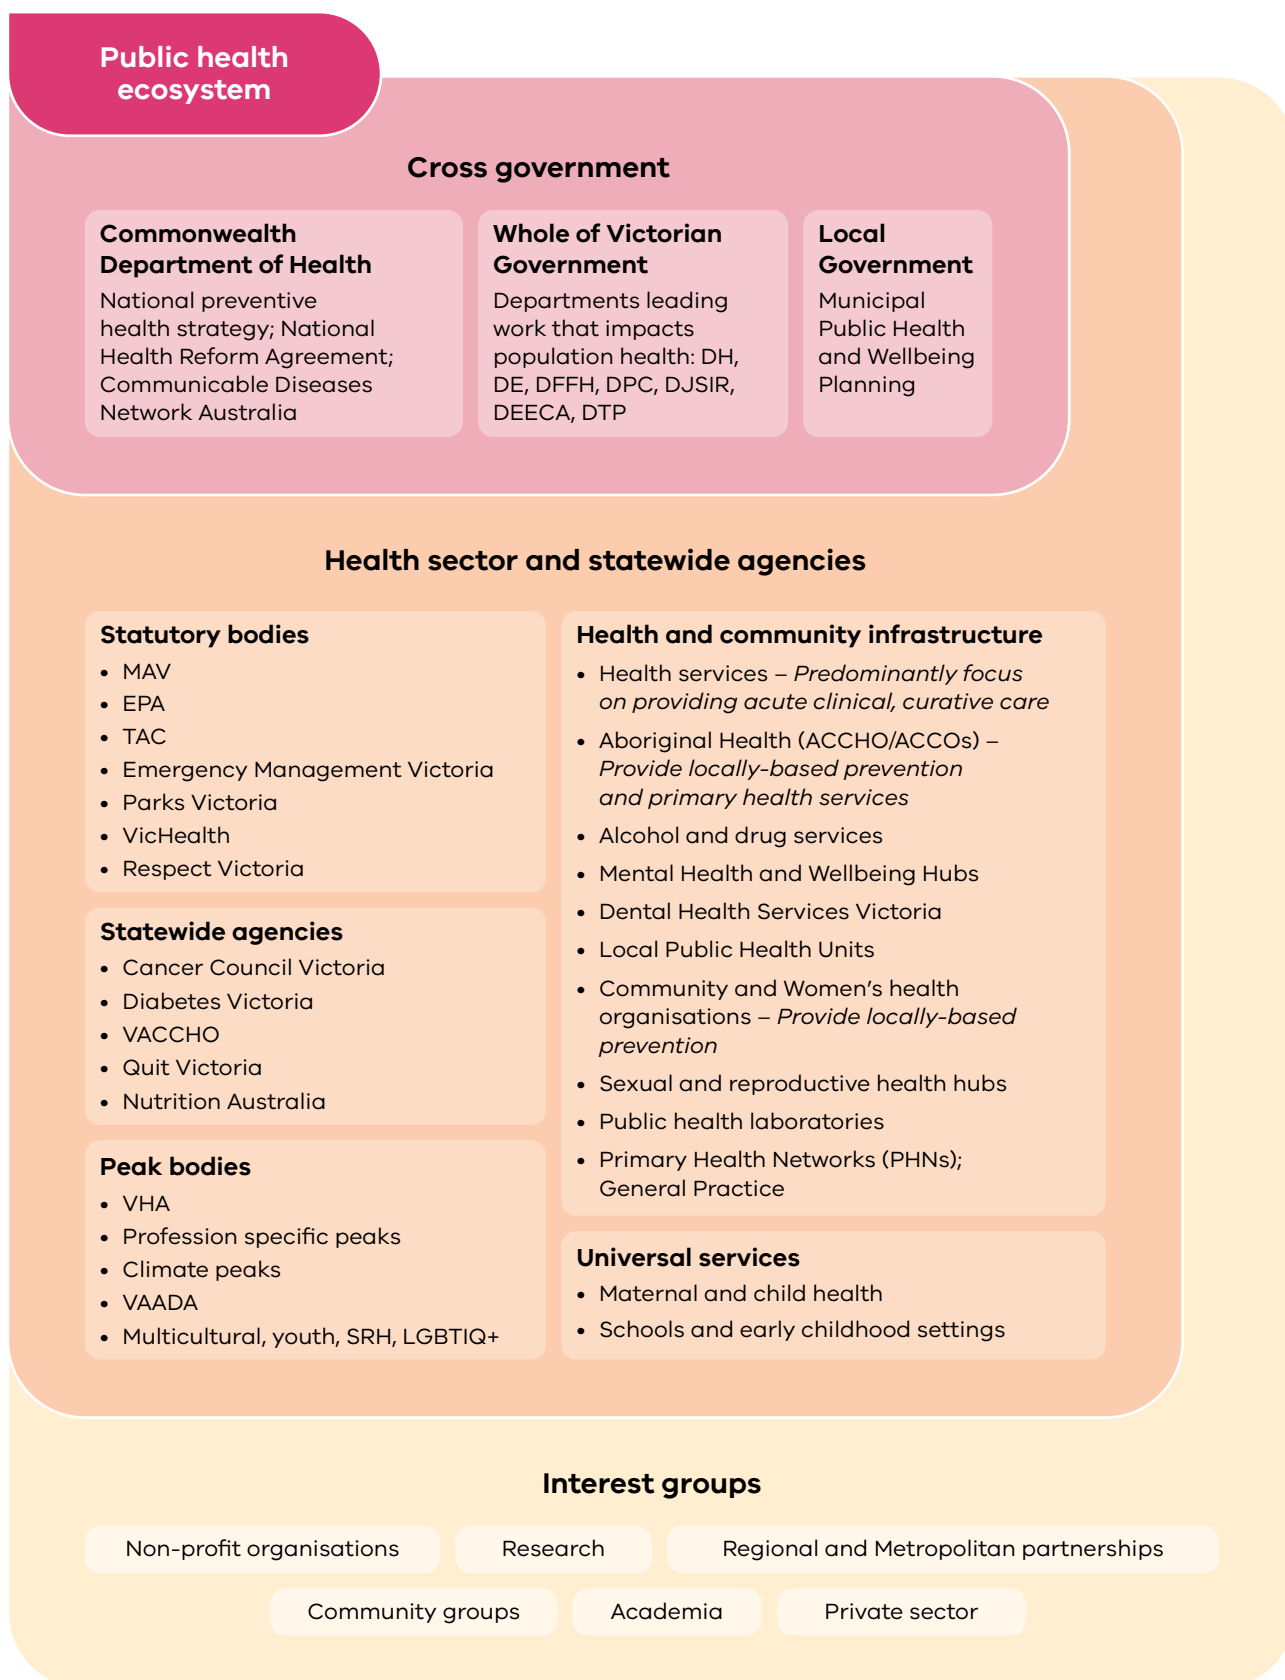 Public health
ecosystem
Cross government
Commonwealth
Department of Health
National preventive
health strategy; National
Health Reform Agreement;
Communicable Diseases
Network Australia
Whole of Victorian
Government
Departments leading
work that impacts
population health: DH,
DE, DFFH, DPC, DJSIR,
DEECA, DTP
Local
Government
Municipal
Public Health
and Wellbeing
Planning
Health sector and statewide agencies
Statutory bodies
• MAV
• EPA
• TAC
• Emergency Management Victoria
• Parks Victoria
• VicHealth
• Respect Victoria
Statewide agencies
• Cancer Council Victoria
• Diabetes Victoria
• VACCHO
• Quit Victoria
• Nutrition Australia
Peak bodies
• VHA
• Profession specific peaks
• Climate peaks
• VAADA
• Multicultural, youth, SRH, LGBTIQ+
Health and community infrastructure
• Health services – Predominantly focus
on providing acute clinical, curative care
• Aboriginal Health (ACCHO/ACCOs) –
Provide locally-based prevention
and primary health services
• Alcohol and drug services
• Mental Health and Wellbeing Hubs
• Dental Health Services Victoria
• Local Public Health Units
• Community and Women’s health
organisations – Provide locally-based
prevention
• Sexual and reproductive health hubs
• Public health laboratories
• Primary Health Networks (PHNs);
General Practice
Universal services
• Maternal and child health
• Schools and early childhood settings
Interest groups
Non-profit organisations
Research
Regional and Metropolitan partnerships
Community groups
Academia
Private sector